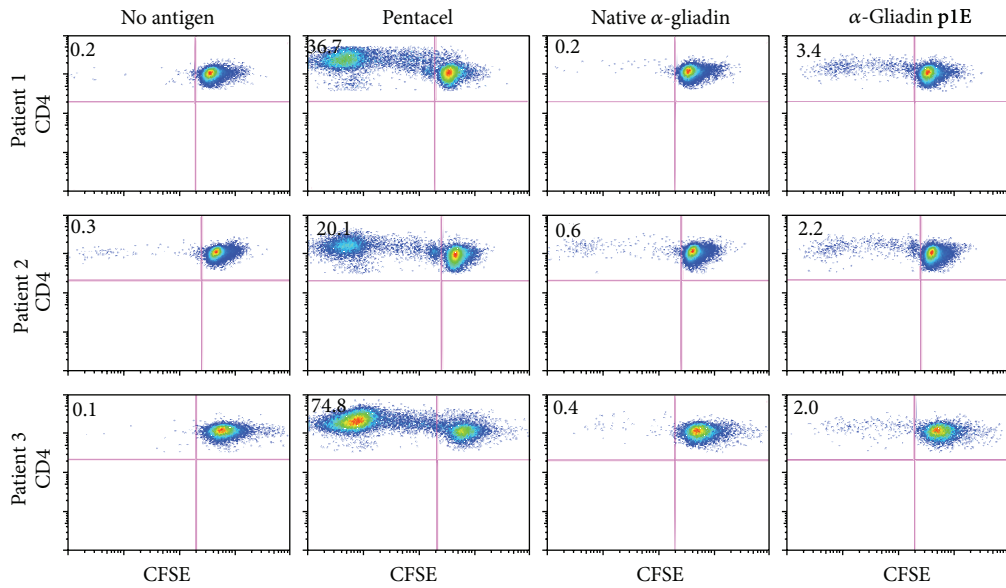 No antigen Pentacel Native α-gliadin α-Gliadin p1E
Patient 1
CD4
0.2 36.7 0.2 3.4
Patient 2
CD4
0.3 20.1 0.6 2.2
Patient 3
CD4
0.1 74.8 0.4 2.0
CFSE CFSE CFSE CFSE